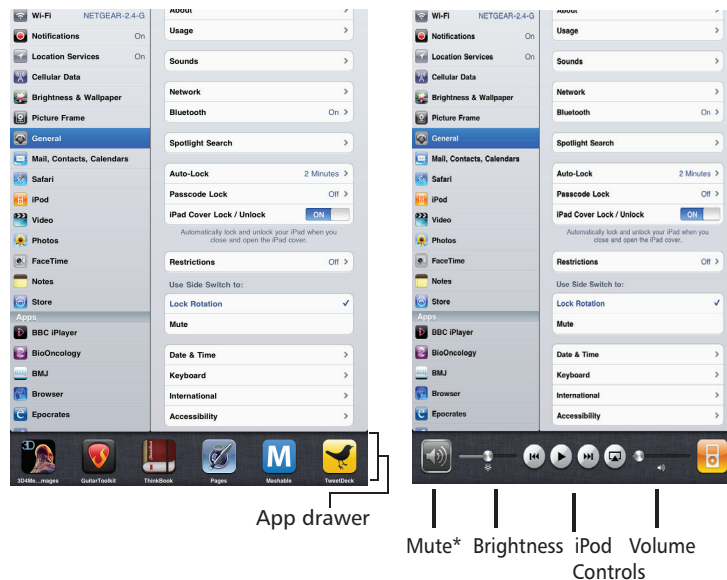 Wi-Fi NETGEAR-2.4-G
Notifications On
Location Services On
Cellular Data
Brightness & Wallpaper
Picture Frame
General
Mail, Contacts, Calendars
Safari
iPod
Video
Photos
FaceTime
Notes
Store
Apps
BBC iPlayer
BioOncology
BMJ
Browser
Epocrates
About
Usage
Sounds
Network
Bluetooth On
Spotlight Search
Auto-Lock 2 Minutes
Passcode Lock Off
iPad Cover Lock / Unlock ON
Automatically lock and unlock your iPad when you
close and open the iPad cover.
Restrictions Off
Use Side Switch to:
Lock Rotation
Mute
Date & Time
Keyboard
International
Accessibility
3D
3D4Me...mages GuitarToolkit ThinkBook Pages Mashable TweetDeck
M
App drawer
Wi-Fi NETGEAR-2.4-G
Notifications On
Location Services On
Cellular Data
Brightness & Wallpaper
Picture Frame
General
Mail, Contacts, Calendars
Safari
iPod
Video
Photos
FaceTime
Notes
Store
Apps
BBC iPlayer
BioOncology
BMJ
Browser
Epocrates
About
Usage
Sounds
Network
Bluetooth On
Spotlight Search
Auto-Lock 2 Minutes
Passcode Lock Off
iPad Cover Lock / Unlock ON
Automatically lock and unlock your iPad when you
close and open the iPad cover.
Restrictions Off
Use Side Switch to:
Lock Rotation
Mute
Date & Time
Keyboard
International
Accessibility
Mute* Brightness iPod Volume
Controls